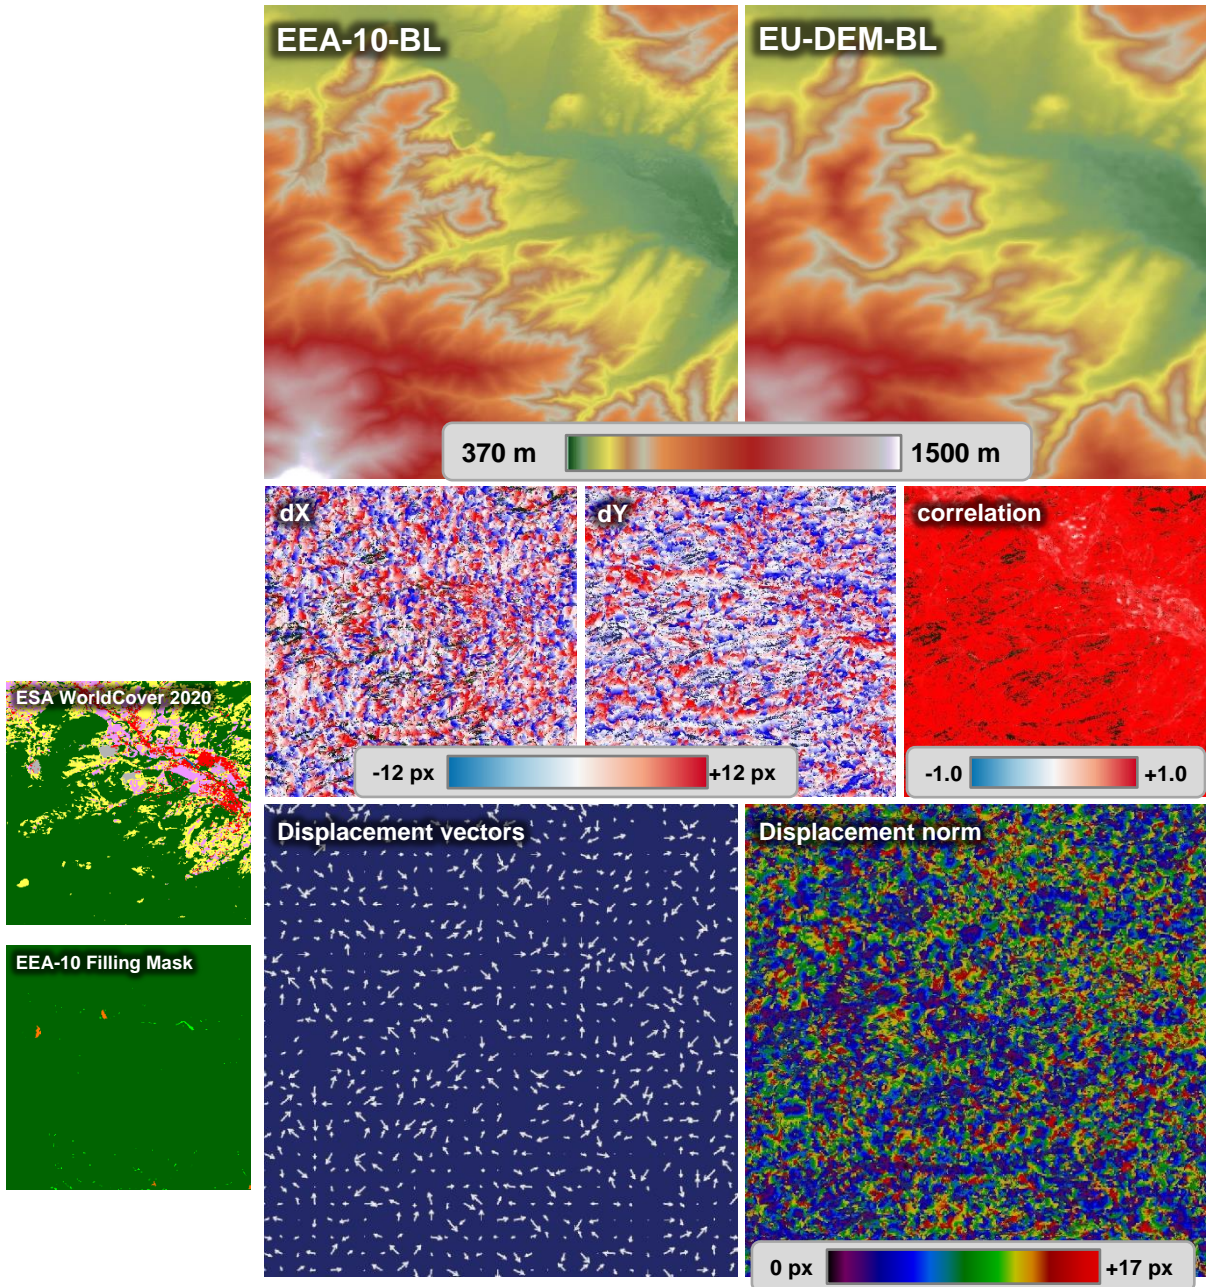 EEA-10-BL
EU-DEM-BL
370 m
1500 m
dX
dY
correlation
-12 px
+12 px
-1.0
+1.0
ESA WorldCover 2020
Displacement vectors
Displacement norm
EEA-10 Filling Mask
0 px
+17 px